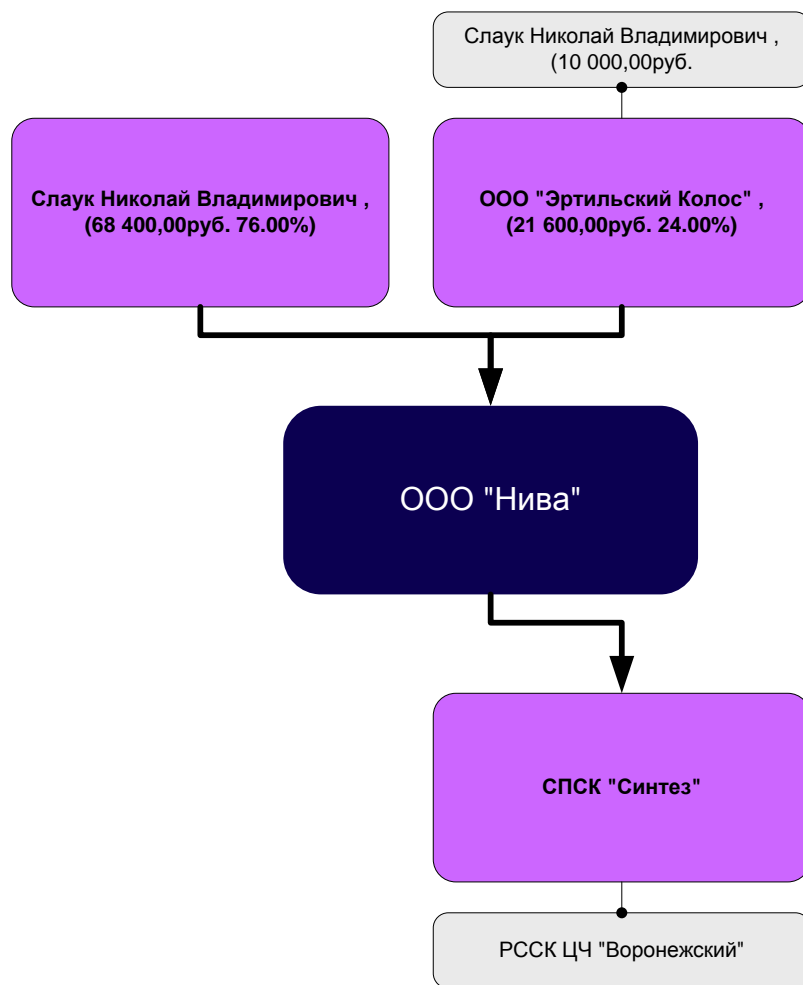 Слаук Николай Владимирович ,
(10 000,00руб.
Слаук Николай Владимирович ,
(68 400,00руб. 76.00%)
ООО "Эртильский Колос" ,
(21 600,00руб. 24.00%)
ООО "Нива"
СПСК "Синтез"
РССК ЦЧ "Воронежский"